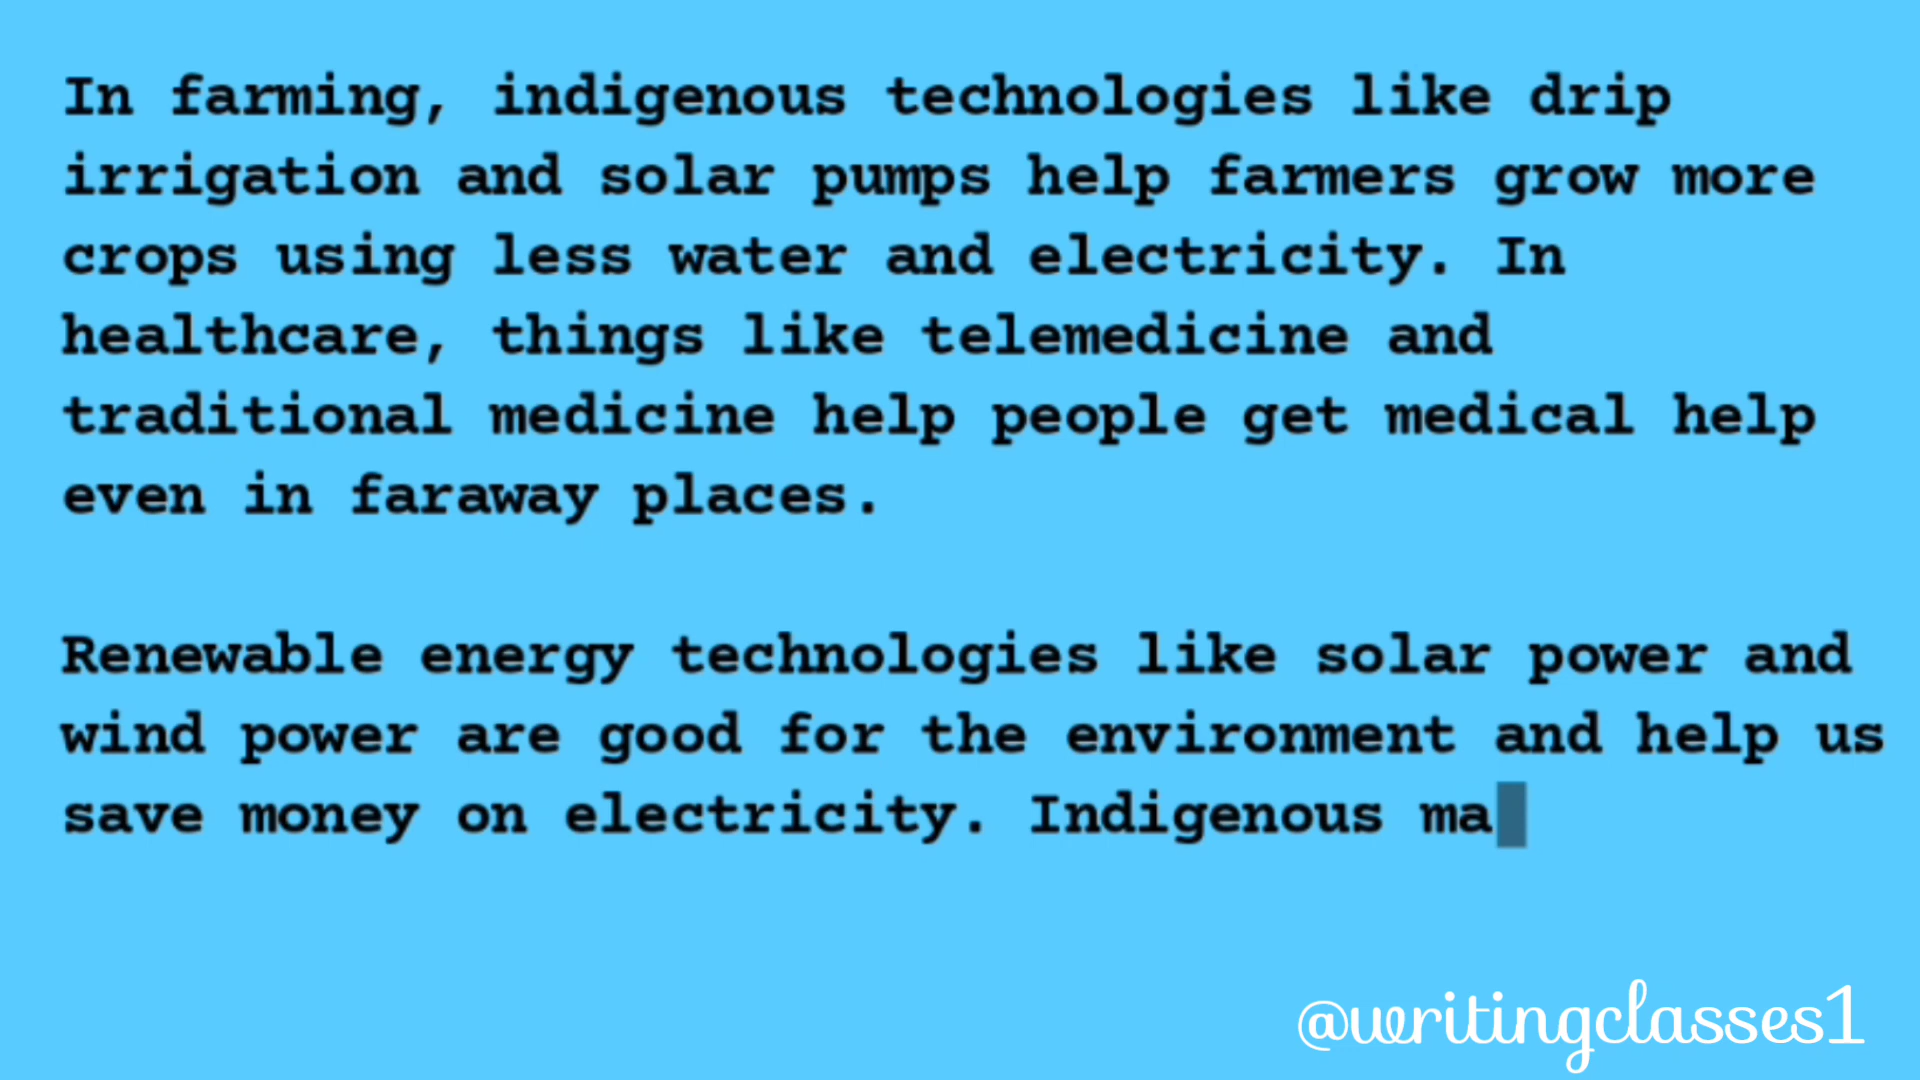 In farming, indigenous technologies like drip
irrigation and solar pumps help farmers grow more
crops using less water and electricity. In
healthcare, things like telemedicine and
traditional medicine help people get medical help
even in faraway places.
Renewable energy technologies like solar power and
wind power are good for the environment and help us
save money on electricity. Indigenous ma
@writingclasses1